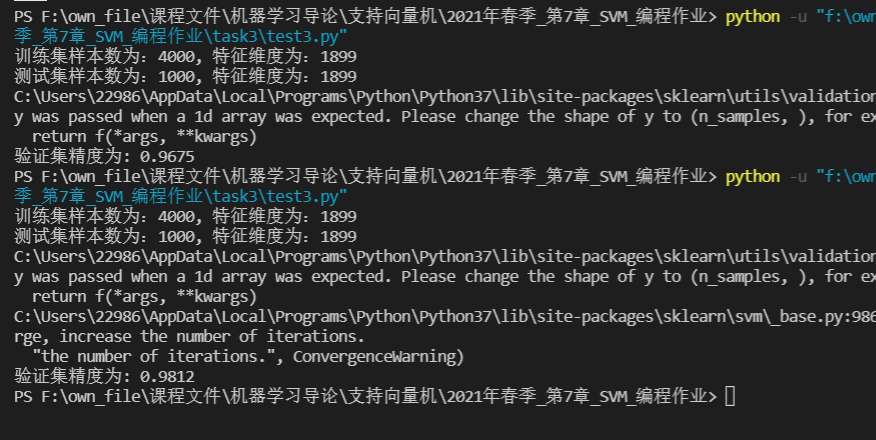 PS F:\own_file\课程文件\机器学习导论\支持向量机\2021年春季_第7章_SVM_编程作业> python -u "f:\own
季_第7章_SVM_编程作业\task3\test3.py"
训练集样本数为: 4000, 特征维度为: 1899
测试集样本数为: 1000, 特征维度为: 1899
C:\Users\22986\AppData\Local\Programs\Python\Python37\lib\site-packages\sklearn\utils\validation
y was passed when a 1d array was expected. Please change the shape of y to (n_samples, ), for ex
  return f(*args, **kwargs)
验证集精度为: 0.9675
PS F:\own_file\课程文件\机器学习导论\支持向量机\2021年春季_第7章_SVM_编程作业> python -u "f:\own
季_第7章_SVM_编程作业\task3\test3.py"
训练集样本数为: 4000, 特征维度为: 1899
测试集样本数为: 1000, 特征维度为: 1899
C:\Users\22986\AppData\Local\Programs\Python\Python37\lib\site-packages\sklearn\utils\validation
y was passed when a 1d array was expected. Please change the shape of y to (n_samples, ), for ex
  return f(*args, **kwargs)
C:\Users\22986\AppData\Local\Programs\Python\Python37\lib\site-packages\sklearn\svm\_base.py:986
rge, increase the number of iterations.
  "the number of iterations.", ConvergenceWarning)
验证集精度为: 0.9812
PS F:\own_file\课程文件\机器学习导论\支持向量机\2021年春季_第7章_SVM_编程作业>